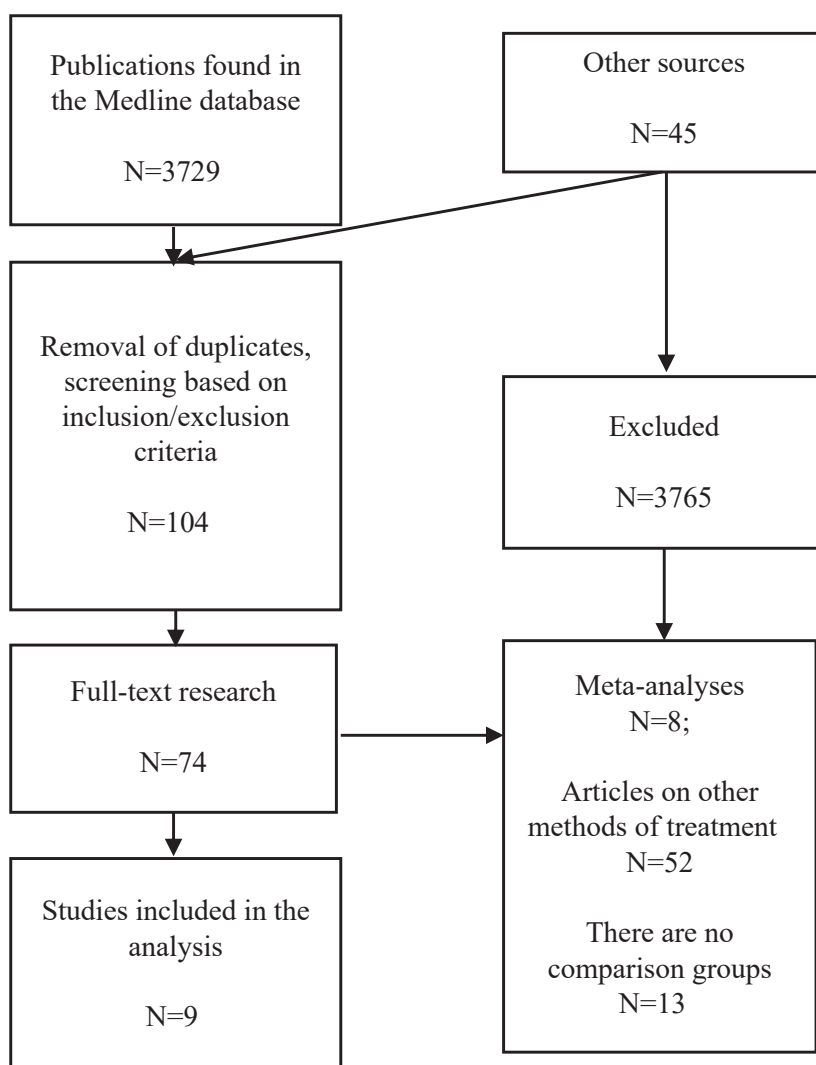 Publications found in
the Medline database
N=3729
Other sources
N=45
Removal of duplicates,
screening based on
inclusion/exclusion
criteria
N=104
Excluded
N=3765
Full-text research
N=74
Meta-analyses
N=8;
Articles on other
methods of treatment
N=52
There are no
comparison groups
N=13
Studies included in the
analysis
N=9